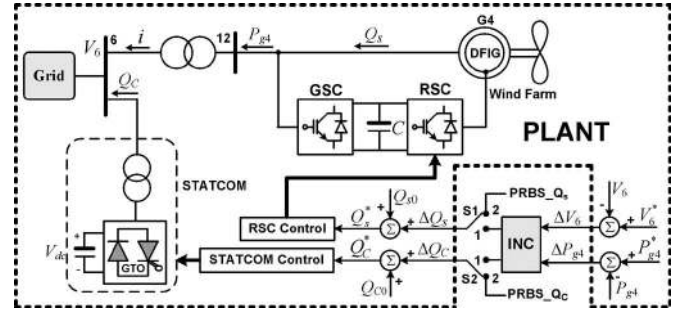 G4
V6 6
i
12 Pg4
Qs
DFIG
Grid
QC
GSC
RSC
Wind Farm
C
PLANT
STATCOM
Qs0
PRBS_Qs
V6
S1 2
RSC Control
Qs*
+ Σ +
ΔQs
1
INC
ΔV6
- Σ +
V6*
Vdc + -
GTO
STATCOM Control
QC*
+ Σ +
ΔQC
1
ΔPg4
+ Σ +
Pg4*
S2 2
QC0
PRBS_QC
- Pg4